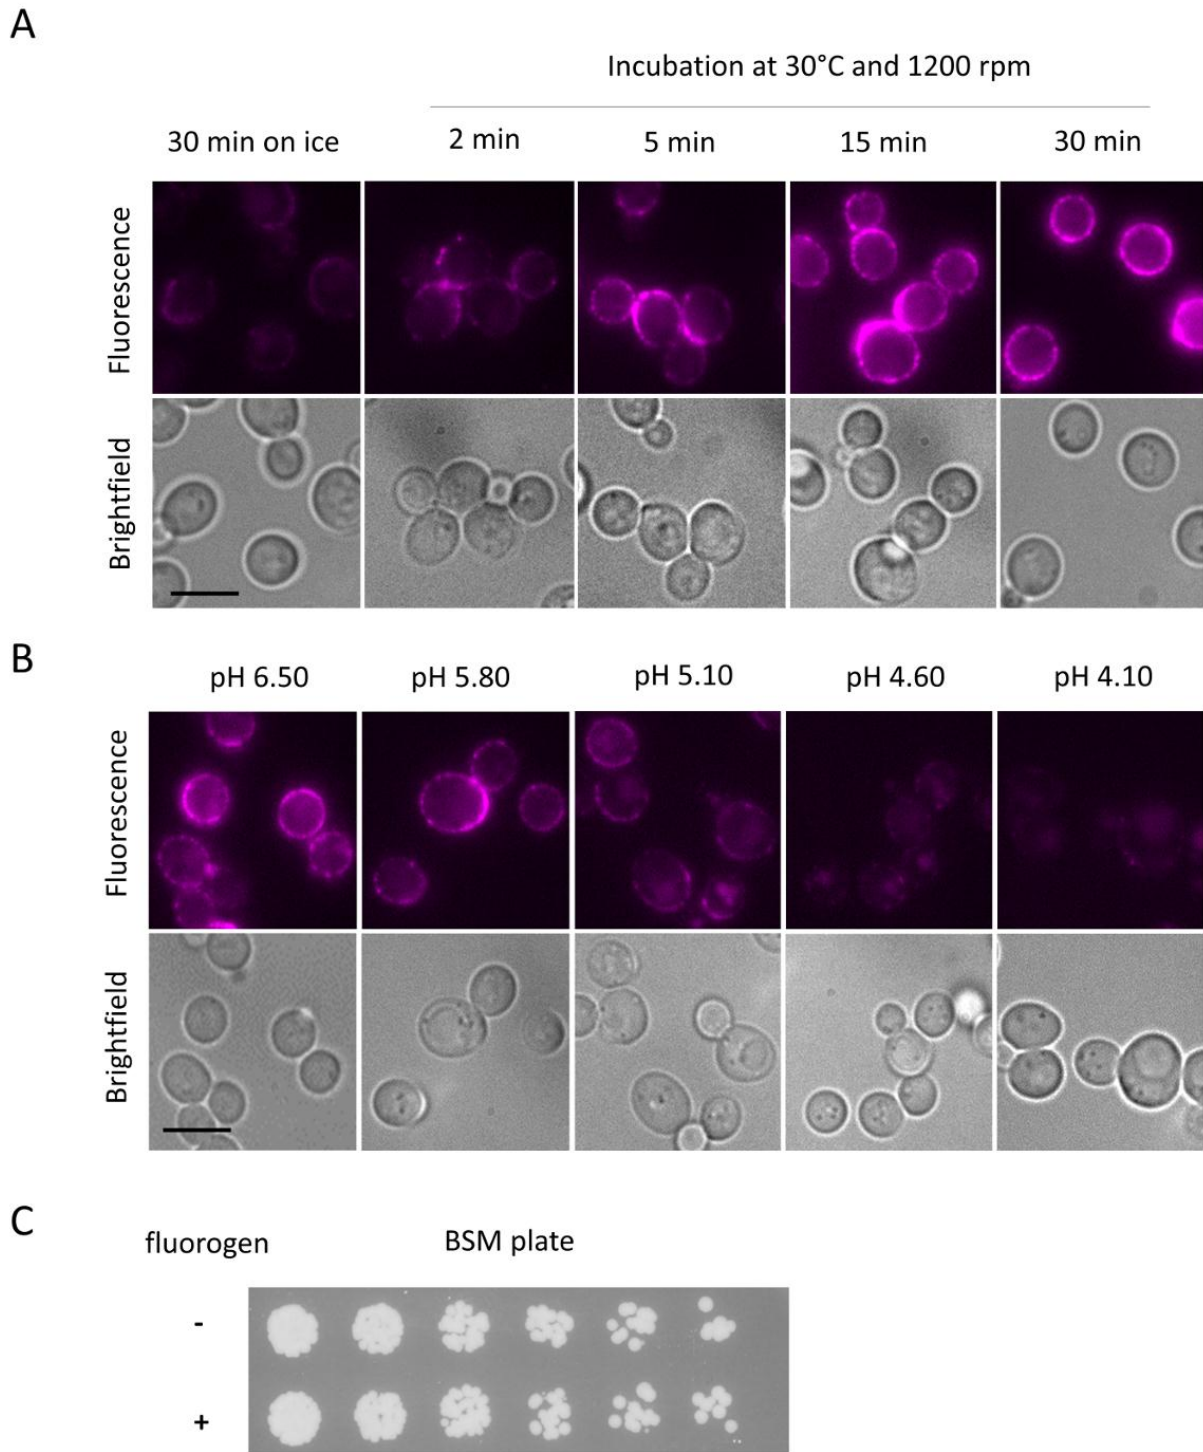 A
Incubation at 30°C and 1200 rpm
30 min on ice 2 min 5 min 15 min 30 min
Fluorescence
Brightfield
B
pH 6.50 pH 5.80 pH 5.10 pH 4.60 pH 4.10
Fluorescence
Brightfield
C
fluorogen BSM plate
-
+